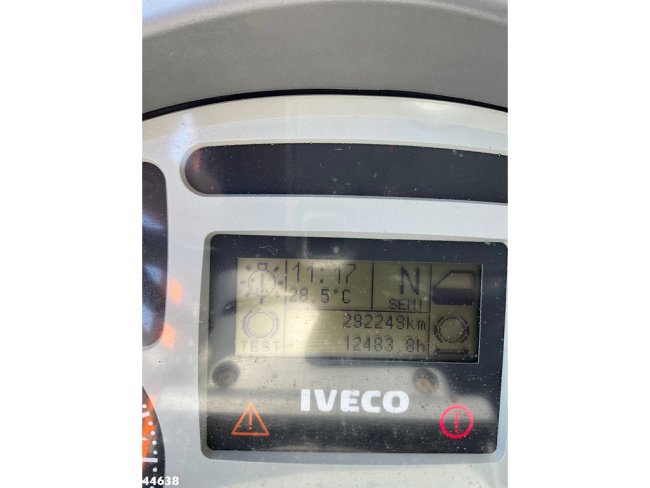 11:17
28,5°C
N
SEMI
282248km
TEST
12483 8h
IVECO
44638